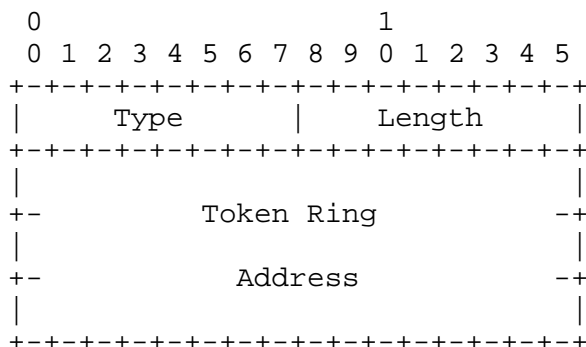 0                   1
0 1 2 3 4 5 6 7 8 9 0 1 2 3 4 5
+-+-+-+-+-+-+-+-+-+-+-+-+-+-+-+-+
|     Type      |    Length     |
+-+-+-+-+-+-+-+-+-+-+-+-+-+-+-+-+
|                               |
+-         Token Ring          -+
|                               |
+-           Address           -+
|                               |
+-+-+-+-+-+-+-+-+-+-+-+-+-+-+-+-+